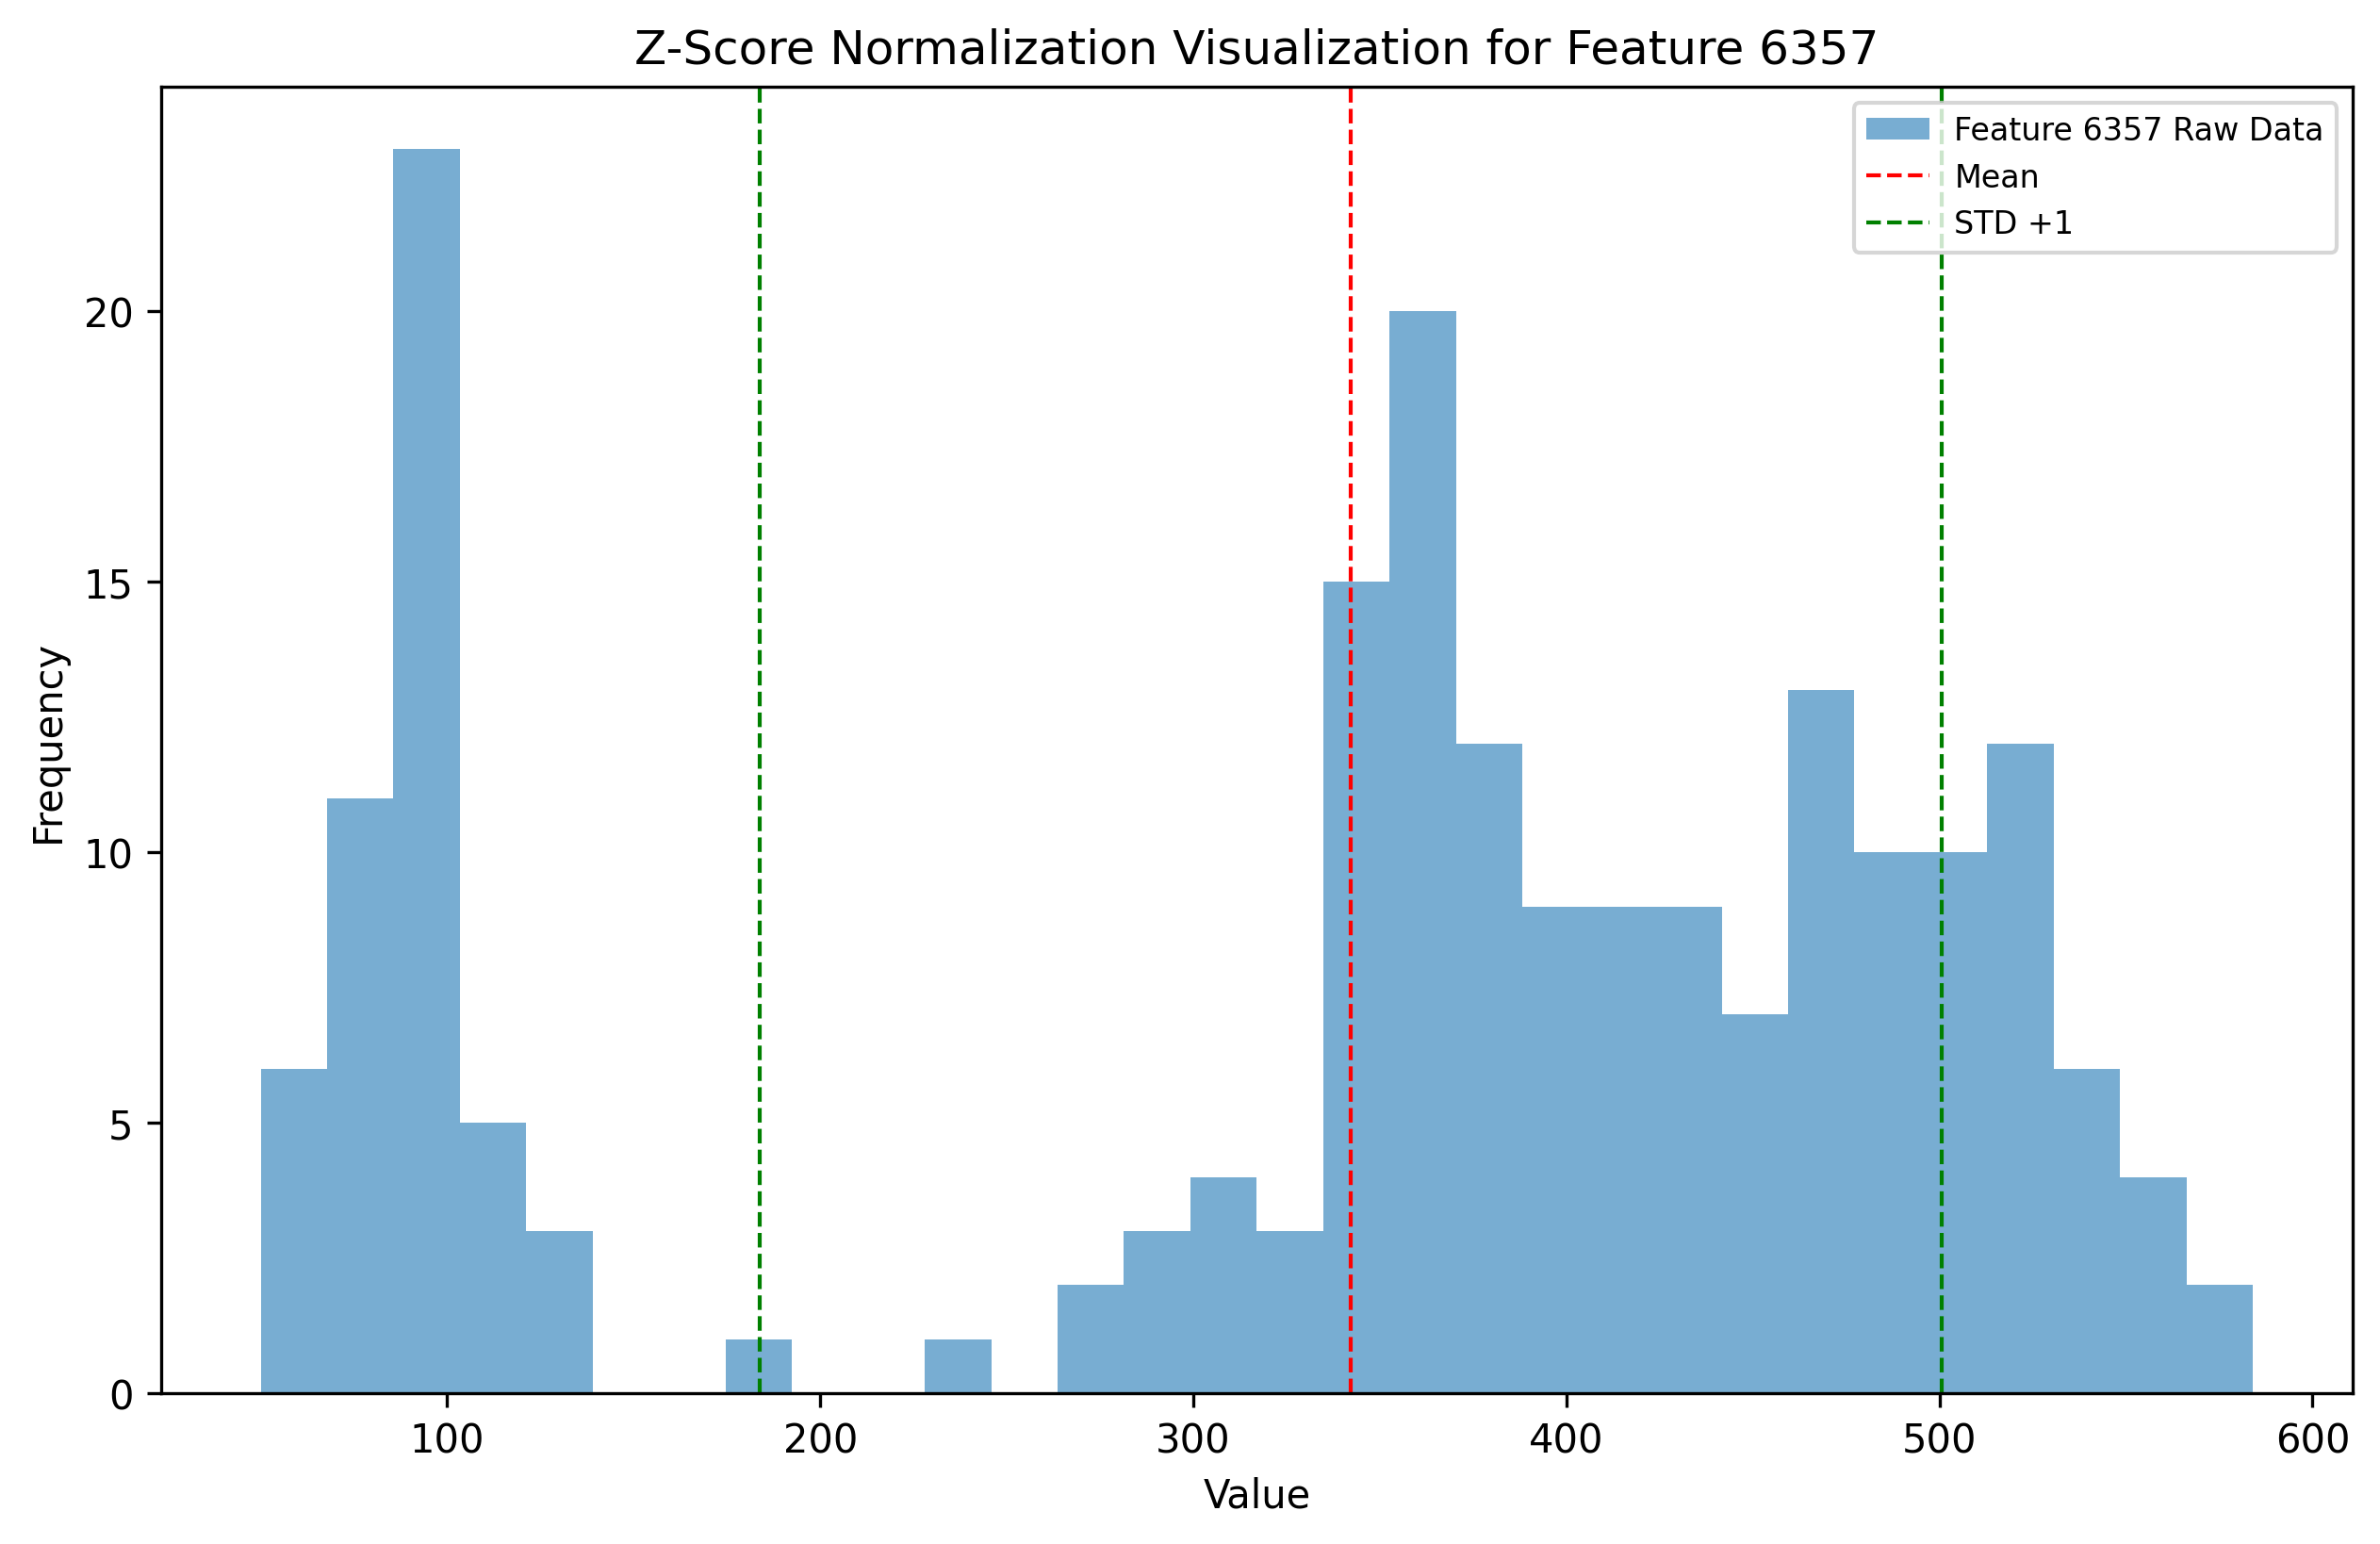 Z-Score Normalization Visualization for Feature 6357
Feature 6357 Raw Data
Mean
STD +1
Frequency
20
15
10
5
0
100 200 300 400 500 600
Value